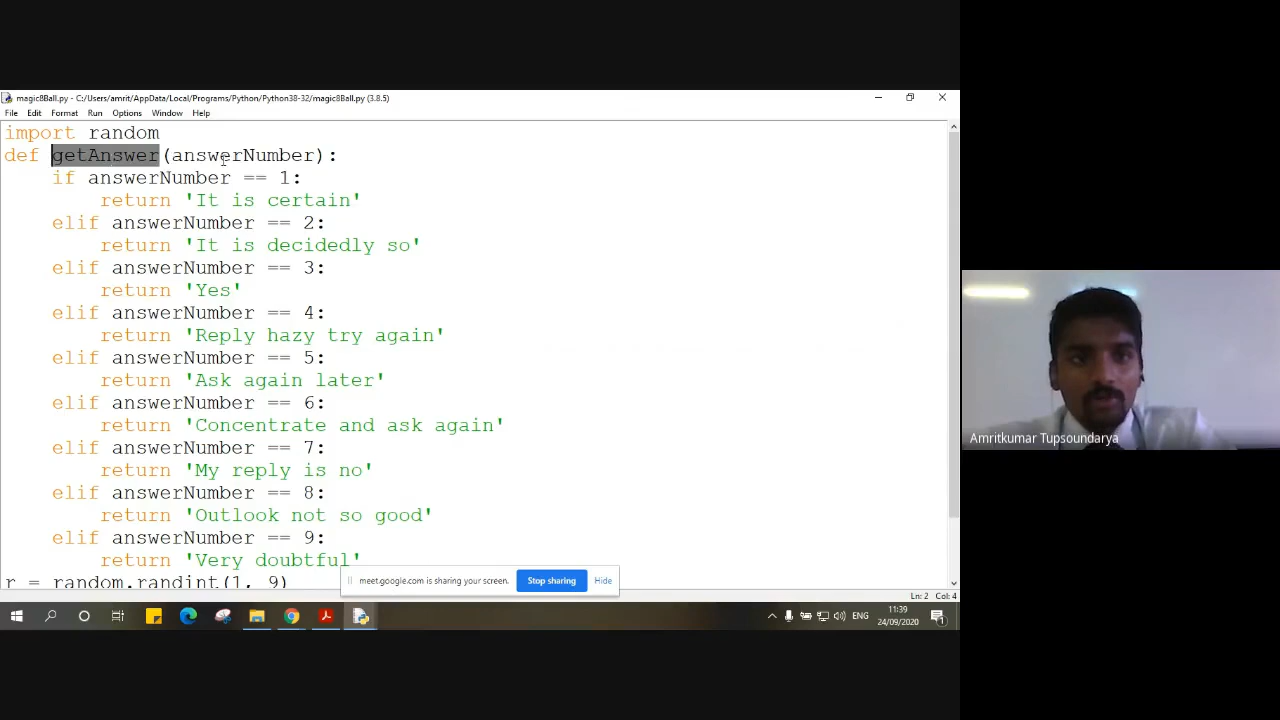 magic8Ball.py - C:/Users/amrit/AppData/Local/Programs/Python/Python38-32/magic8Ball.py (3.8.5)
File Edit Format Run Options Window Help
import random
def getAnswer(answerNumber):
    if answerNumber == 1:
        return 'It is certain'
    elif answerNumber == 2:
        return 'It is decidedly so'
    elif answerNumber == 3:
        return 'Yes'
    elif answerNumber == 4:
        return 'Reply hazy try again'
    elif answerNumber == 5:
        return 'Ask again later'
    elif answerNumber == 6:
        return 'Concentrate and ask again'
    elif answerNumber == 7:
        return 'My reply is no'
    elif answerNumber == 8:
        return 'Outlook not so good'
    elif answerNumber == 9:
        return 'Very doubtful'
r = random.randint(1, 9)
meet.google.com is sharing your screen. Stop sharing Hide
Ln: 2 Col: 4
ENG
11:39
24/09/2020
1
Amritkumar Tupsoundarya